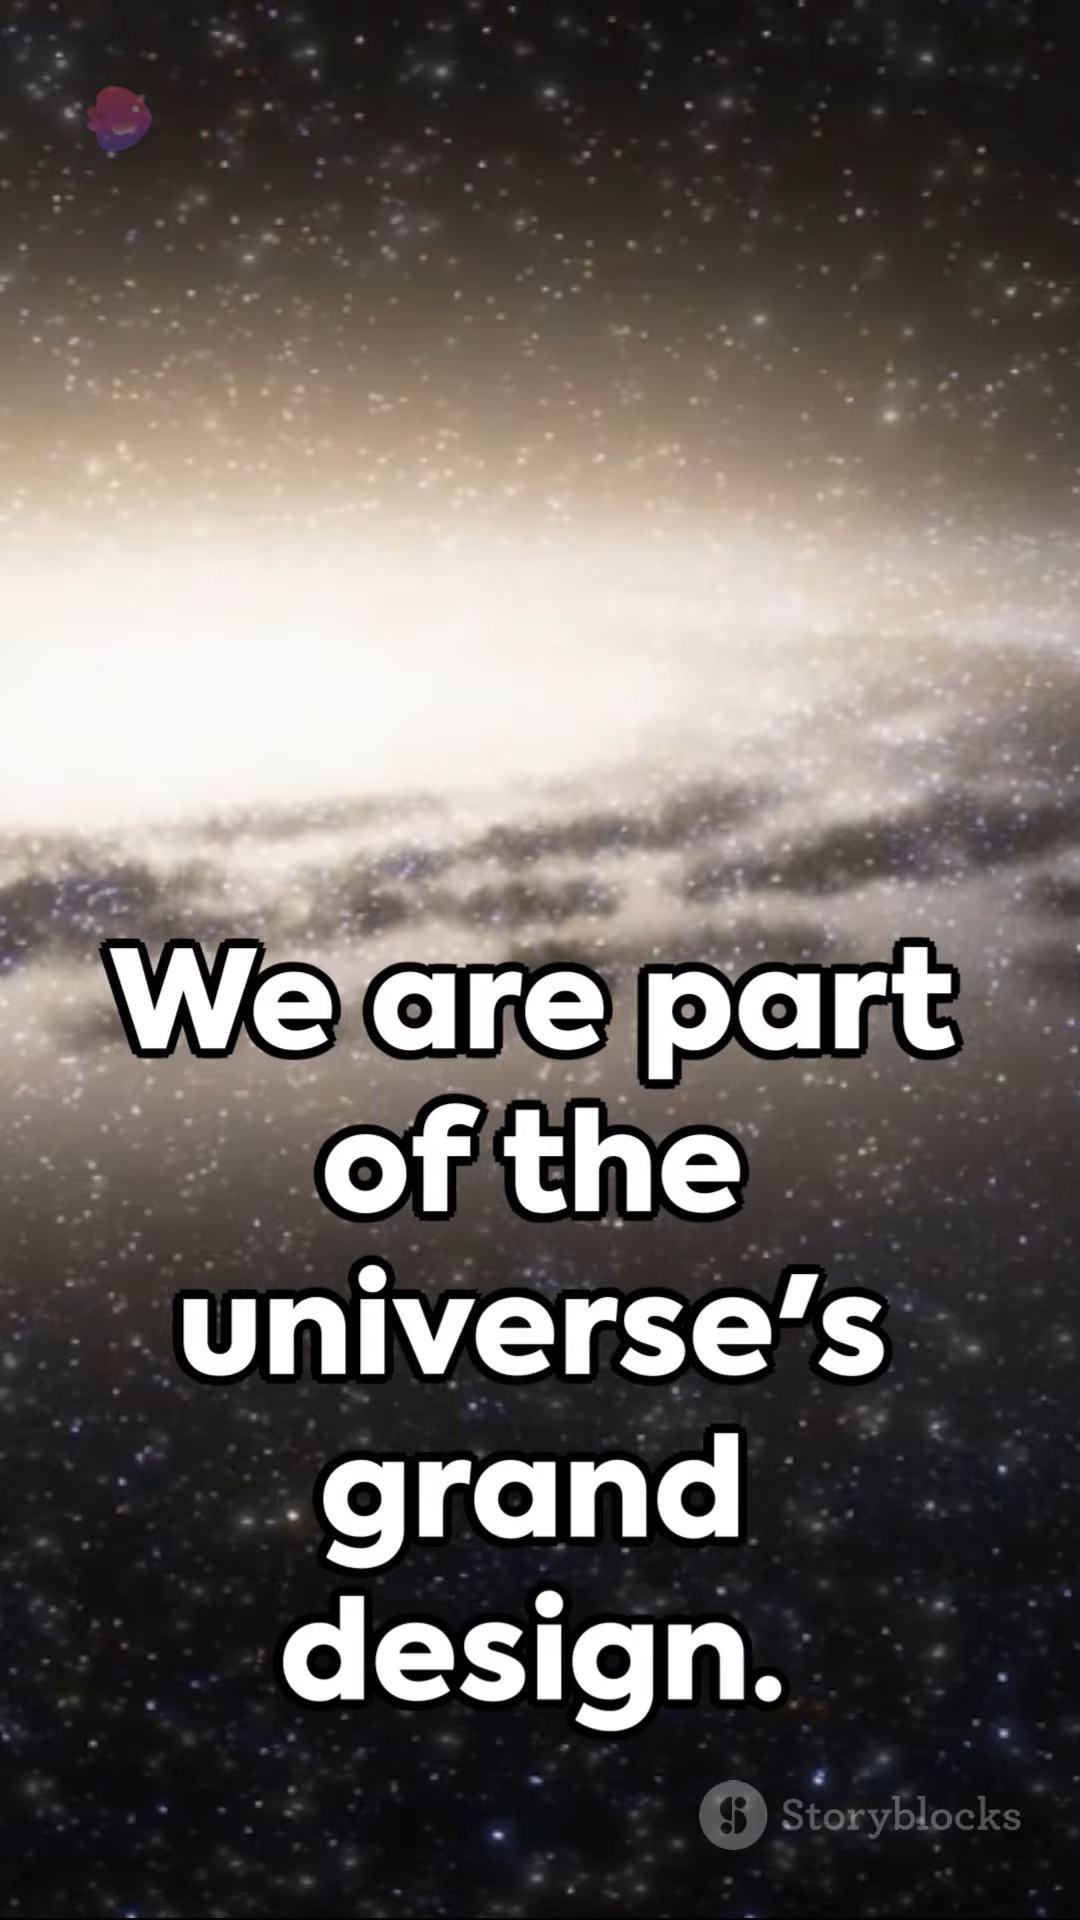 We are part
of the
universe’s
grand
design.
Storyblocks